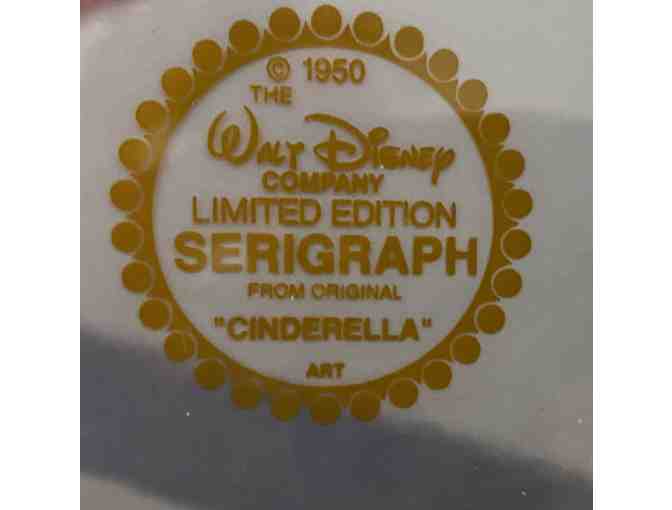 © 1950
THE
Walt Disney
COMPANY
LIMITED EDITION
SERIGRAPH
FROM ORIGINAL
"CINDERELLA"
ART